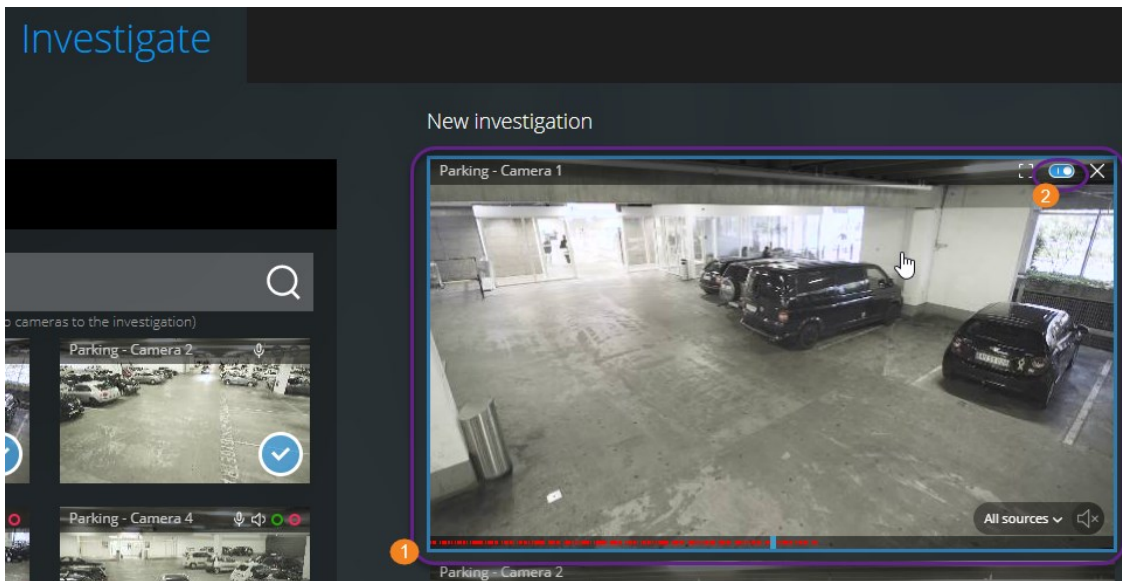 Investigate
New investigation
Parking - Camera 1
2
o cameras to the investigation)
Parking - Camera 2
Parking - Camera 4
All sources
1
Parking - Camera 2